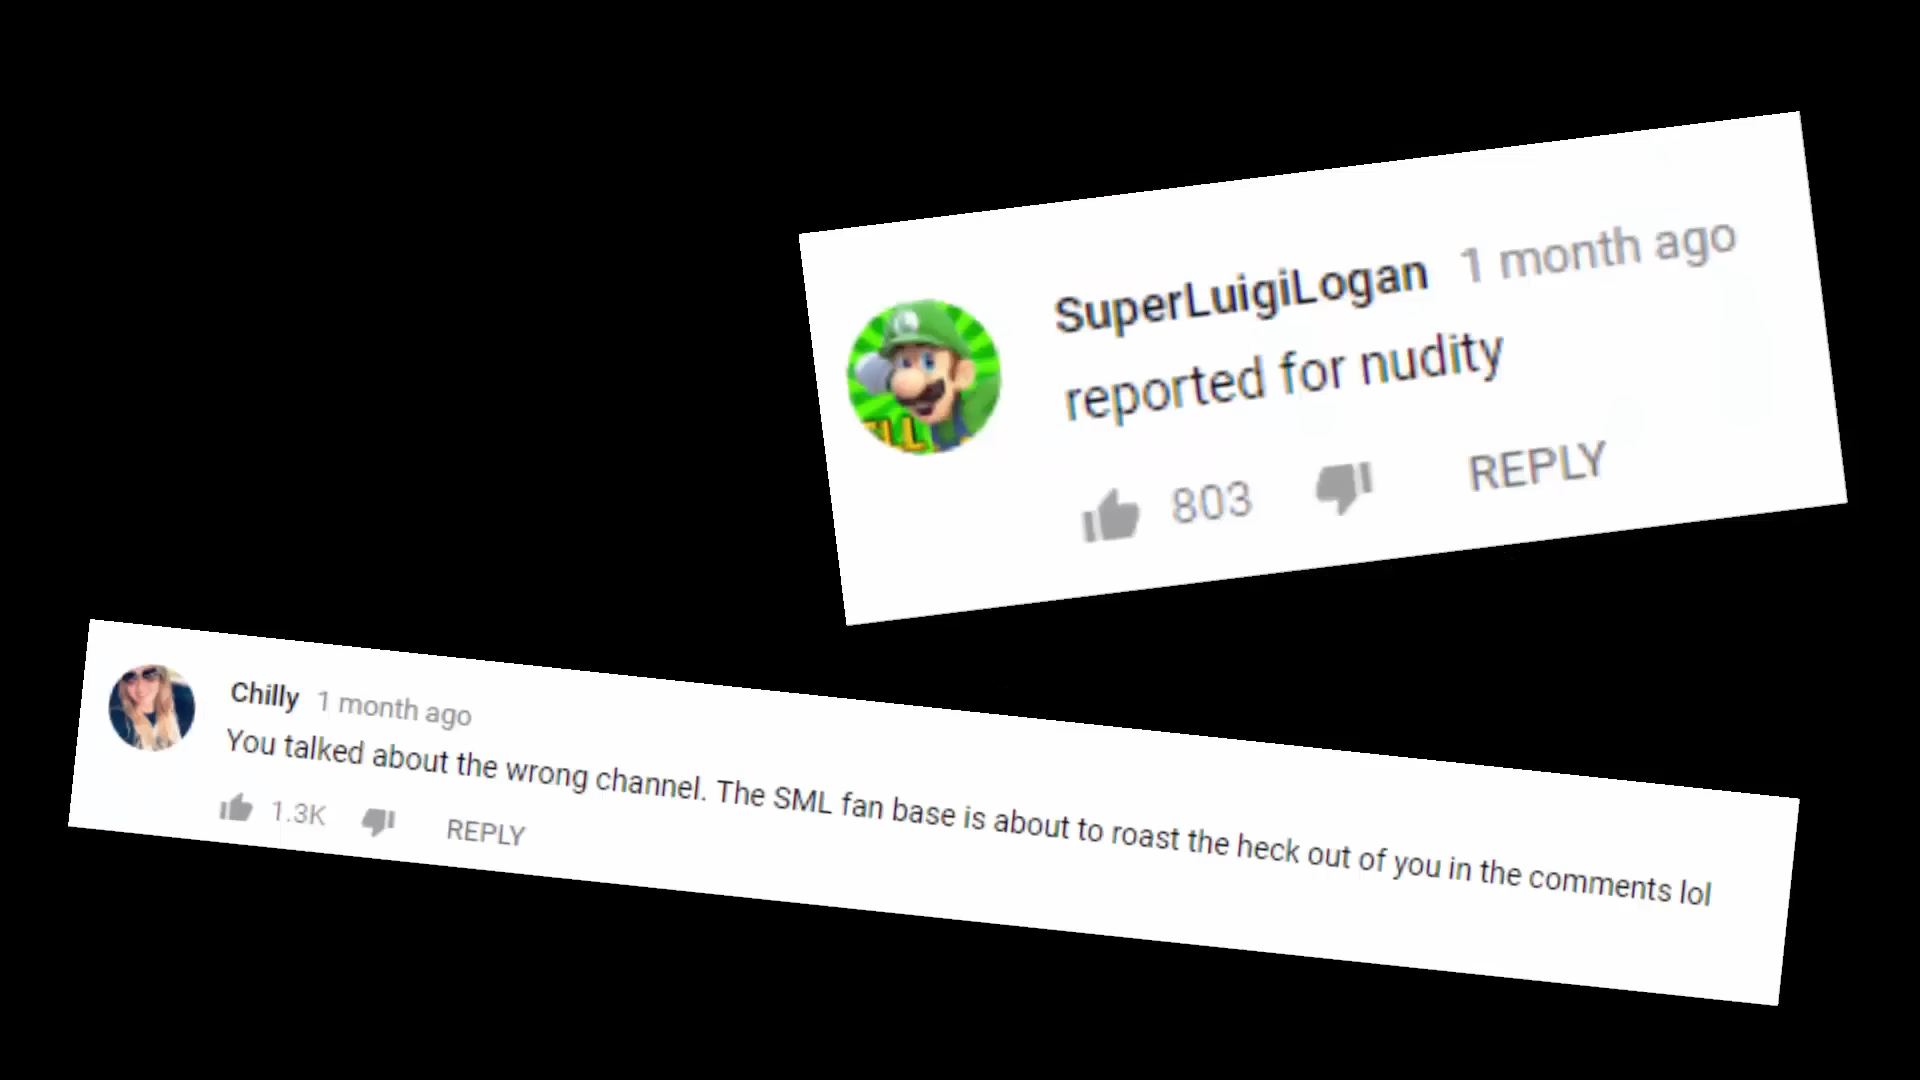 SuperLuigiLogan 1 month ago
reported for nudity
803 REPLY
Chilly 1 month ago
You talked about the wrong channel. The SML fan base is about to roast the heck out of you in the comments lol
1.3K REPLY